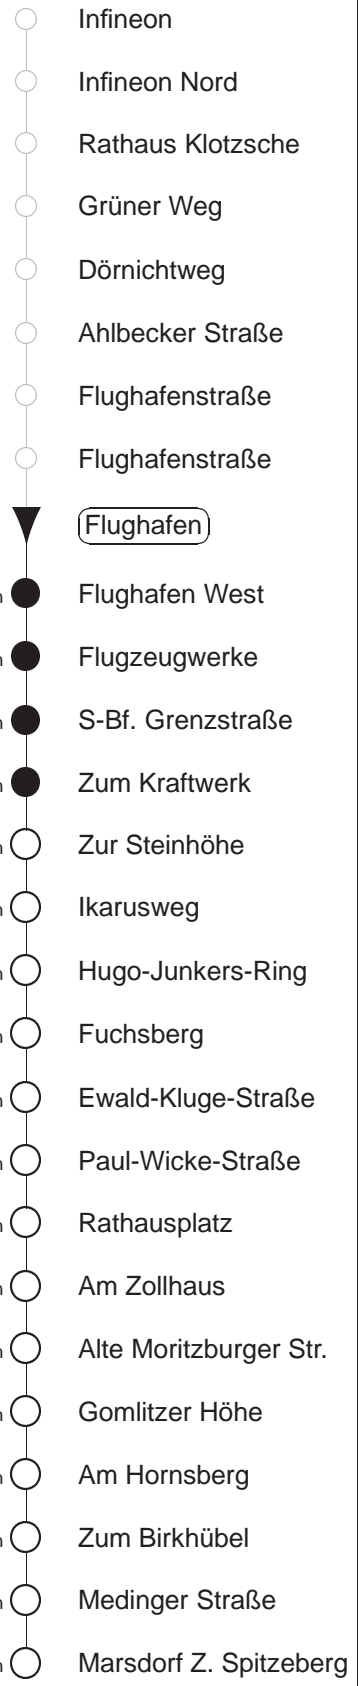 Infineon
Infineon Nord
Rathaus Klotzsche
Grüner Weg
Dörnichtweg
Ahlbecker Straße
Flughafenstraße
Flughafenstraße
Flughafen
Flughafen West
Flugzeugwerke
S-Bf. Grenzstraße
Zum Kraftwerk
Zur Steinhöhe
Ikarusweg
Hugo-Junkers-Ring
Fuchsberg
Ewald-Kluge-Straße
Paul-Wicke-Straße
Rathausplatz
Am Zollhaus
Alte Moritzburger Str.
Gomlitzer Höhe
Am Hornsberg
Zum Birkhübel
Medinger Straße
Marsdorf Z. Spitzeberg